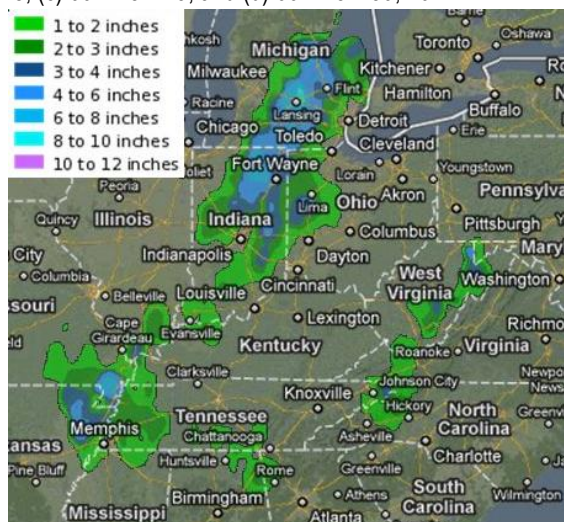 1 to 2 inches
2 to 3 inches
3 to 4 inches
4 to 6 inches
6 to 8 inches
8 to 10 inches
10 to 12 inches
Michigan
Oshawa
Toronto
Milwaukee
Kitchener
Flint
Hamilton
Racine
Lansing
Buffalo
Chicago
Detroit
Erie
Toledo
Cleveland
Fort Wayne
Lorain
Youngstown
Peoria
Akron
Pennsylva
Illinois
Lima
Ohio
Quincy
Indiana
Pittsburgh
Columbus
City
Indianapolis
Dayton
Mary
Columbia
West
Virginia
Washington
Cincinnati
souri
Belleville
Louisville
Cape
Girardeau
Evansville
Lexington
Richmo
Kentucky
Roanoke
Virginia
Clarksville
Newpo
News
Johnson City
Knoxville
Hickory
North
Carolina
Tennessee
Memphis
Chattanooga
Asheville
Greenvi
kansas
Charlotte
Huntsville
Greenville
Pine Bluff
Rome
South
Carolina
Wilmington
Birmingham
Athens
Mississippi
Atlanta